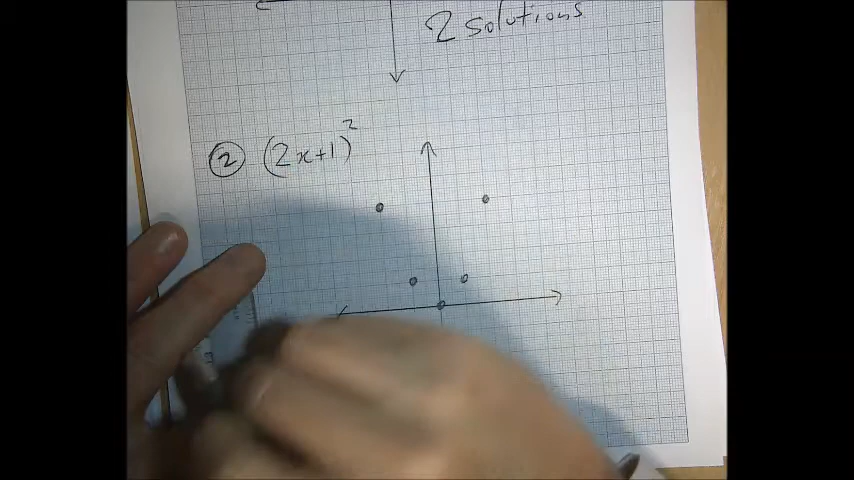 2 solutions
② (2x+1)²